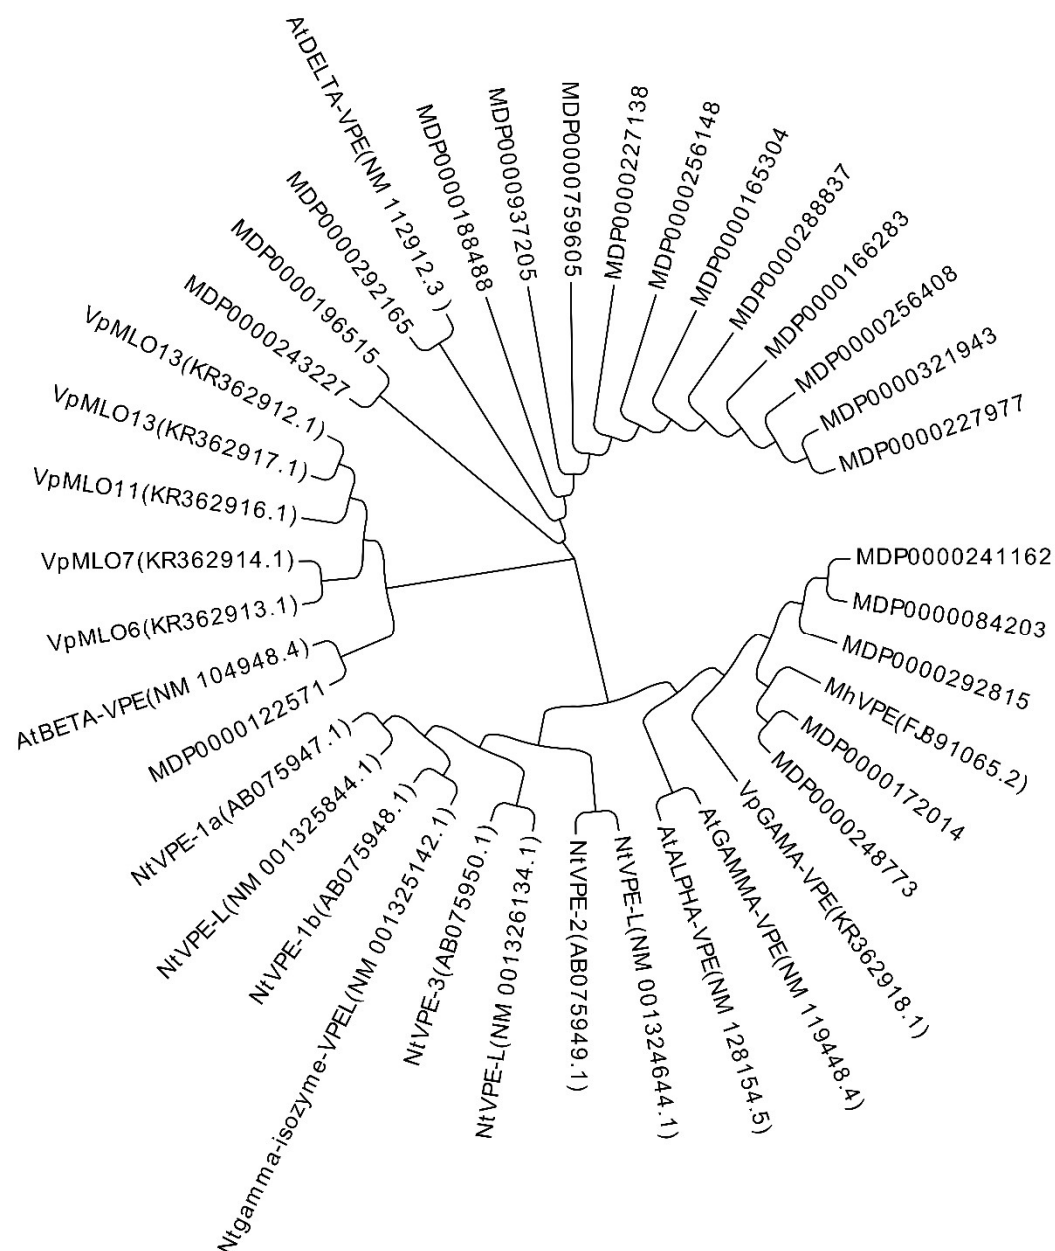 AtDELTA-VPE(NM 112912.3 )
MDP0000188488
MDP0000937205
MDP0000759605
MDP0000227138
MDP0000256148
MDP0000165304
MDP0000288837
MDP0000166283
MDP0000256408
MDP0000321943
MDP0000227977
MDP0000241162
MDP0000084203
MDP0000292815
MhVPE(FJB91065.2)
MDP0000172014
MDP0000248773
VpGAMA-VPE(KR362918.1)
AtGAMMA-VPE(NM 119448.4)
AtALPHA-VPE(NM 128154.5)
NtVPE-L(NM 001324644.1)
NtVPE-2(AB075949.1)
NtVPE-L(NM 001326134.1)
NtVPE-3(AB075950.1)
Ntgamma-isozyme-VPEL(NM 001325142.1)
NtVPE-1b(AB075948.1)
NtVPE-L(NM 001325844.1)
NtVPE-1a(AB075947.1)
MDP0000122571
AtBETA-VPE(NM 104948.4)
VpMLO6(KR362913.1)
VpMLO7(KR362914.1)
VpMLO11(KR362916.1)
VpMLO13(KR362917.1)
VpMLO13(KR362912.1)
MDP0000243227
MDP0000196515
MDP0000292165